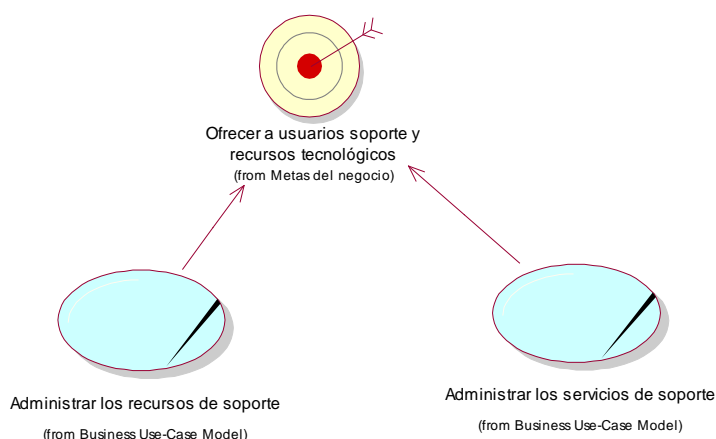 Ofrecer a usuarios soporte y
recursos tecnológicos
(from Metas del negocio)
Administrar los recursos de soporte
(from Business Use-Case Model)
Administrar los servicios de soporte
(from Business Use-Case Model)